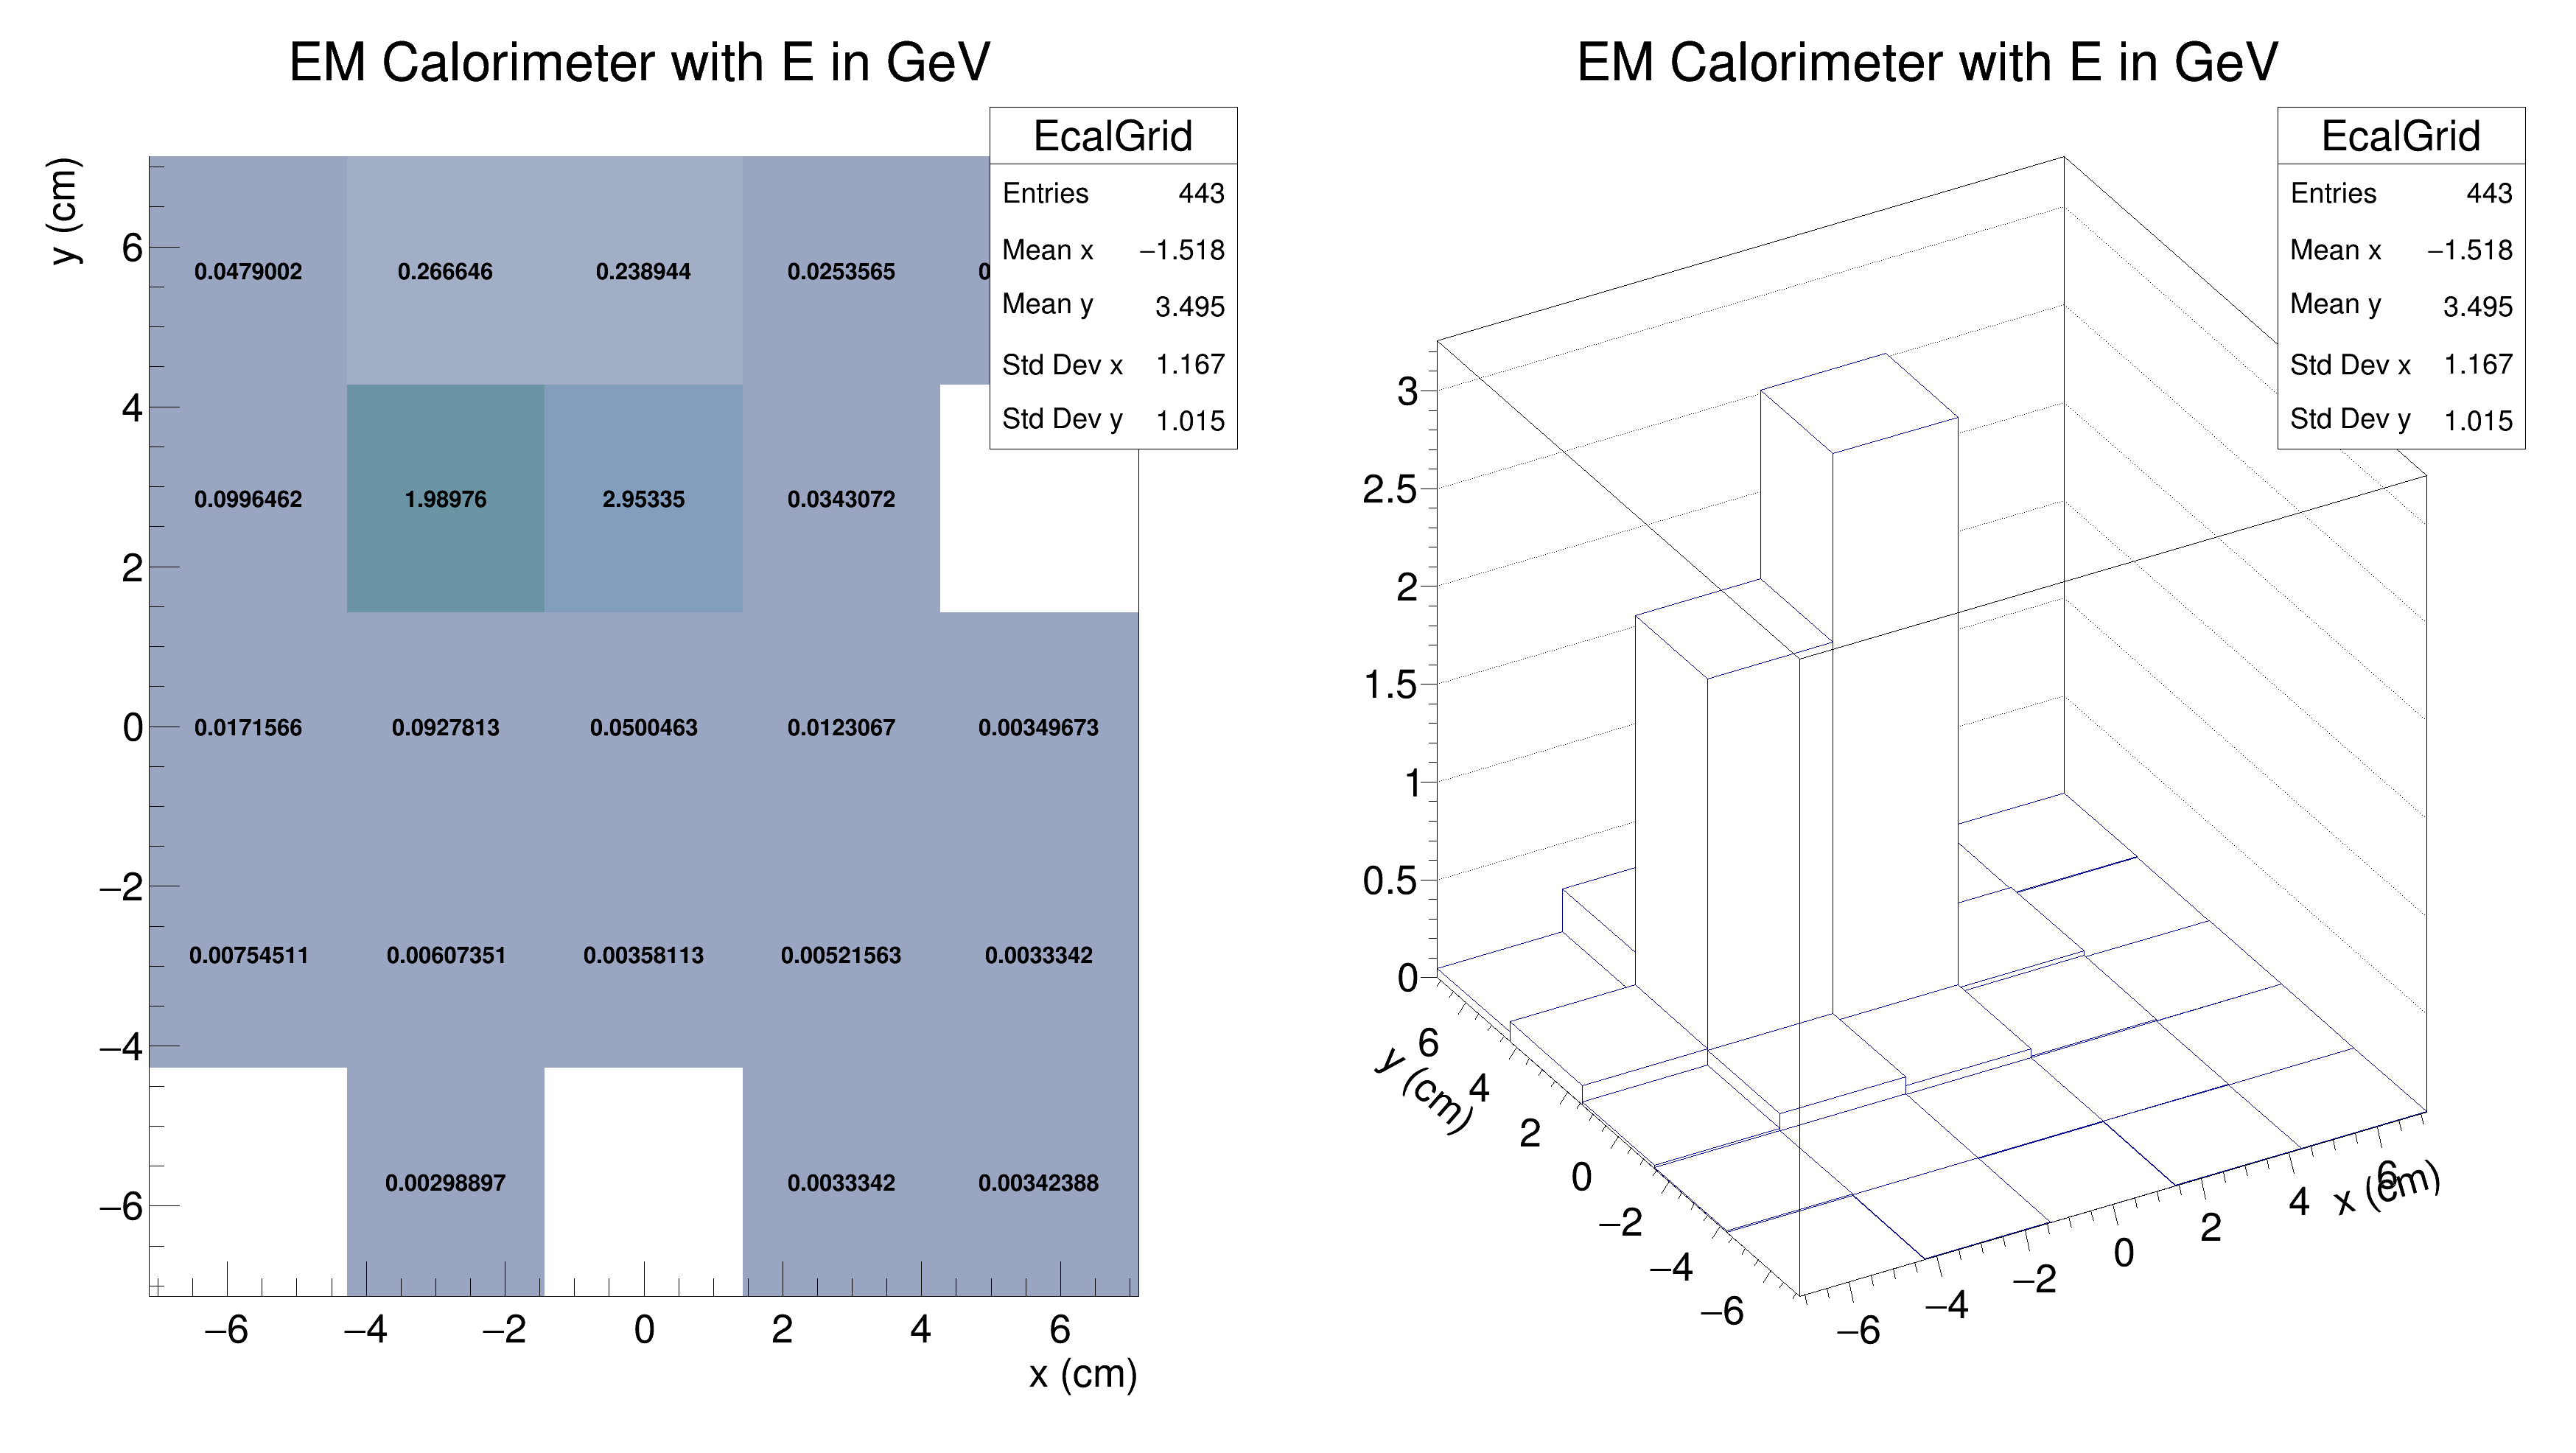 EM Calorimeter with E in GeV
EcalGrid
Entries 443
Mean x −1.518
Mean y 3.495
Std Dev x 1.167
Std Dev y 1.015
y (cm)
6
4
2
0
−2
−4
−6
0.0479002 0.266646 0.238944 0.0253565
0.0996462 1.98976 2.95335 0.0343072
0.0171566 0.0927813 0.0500463 0.0123067 0.00349673
0.00754511 0.00607351 0.00358113 0.00521563 0.0033342
0.00298897 0.0033342 0.00342388
−6 −4 −2 0 2 4 6
x (cm)
EM Calorimeter with E in GeV
EcalGrid
Entries 443
Mean x −1.518
Mean y 3.495
Std Dev x 1.167
Std Dev y 1.015
3
2.5
2
1.5
1
0.5
0
y (cm)
6
4
2
0
−2
−4
−6
−6 −4 −2 0 2 4 6
x (cm)